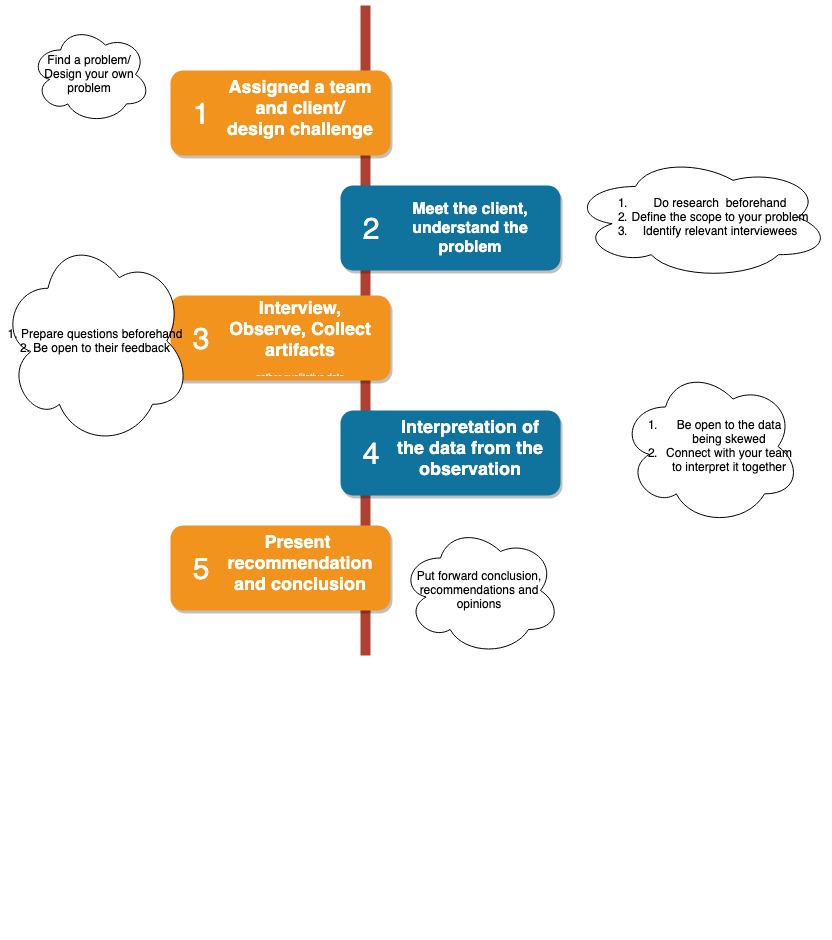 Find a problem/
Design your own
problem
1
Assigned a team
and client/
design challenge
2
Meet the client,
understand the
problem
1. Do research beforehand
2. Define the scope to your problem
3. Identify relevant interviewees
1. Prepare questions beforehand
2. Be open to their feedback
3
Interview,
Observe, Collect
artifacts
4
Interpretation of
the data from the
observation
1. Be open to the data
being skewed
2. Connect with your team
to interpret it together
5
Present
recommendation
and conclusion
Put forward conclusion,
recommendations and
opinions